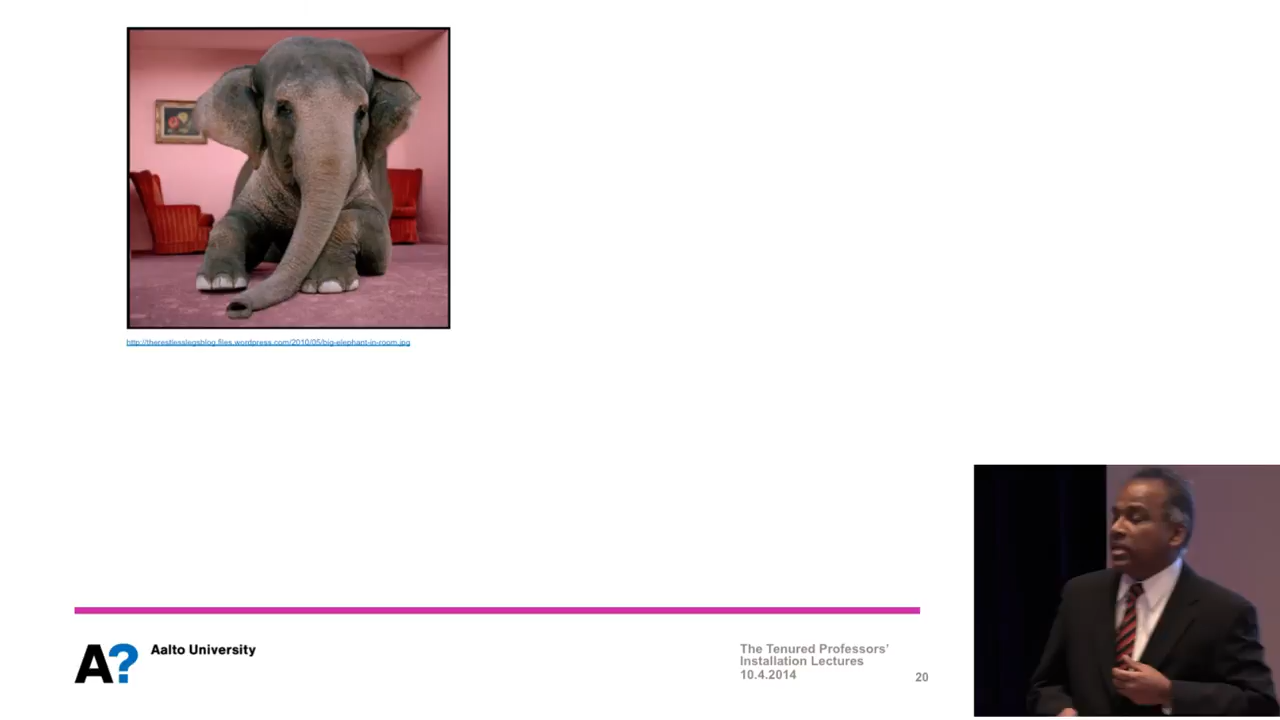 http://therestlesslegsblog.files.wordpress.com/2010/05/big-elephant-in-room.jpg
A?
Aalto University
The Tenured Professors'
Installation Lectures
10.4.2014
20